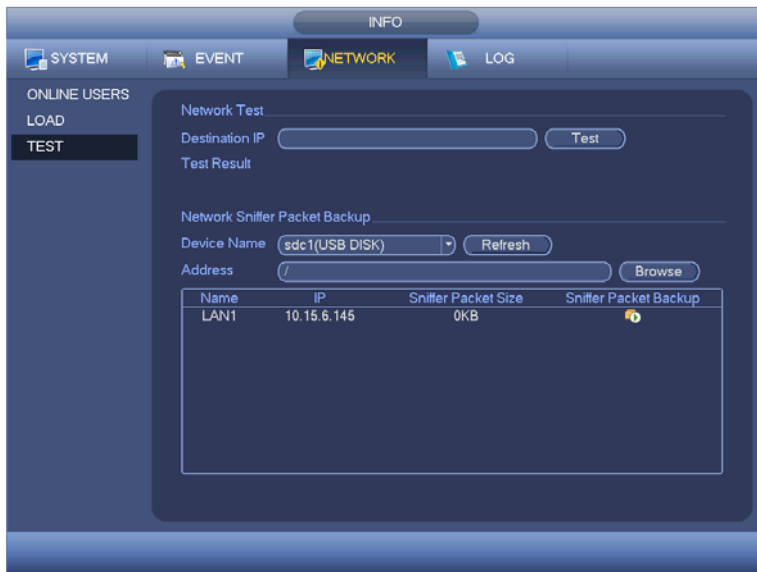 INFO
SYSTEM EVENT NETWORK LOG
ONLINE USERS
LOAD
TEST
Network Test
Destination IP Test
Test Result
Network Sniffer Packet Backup
Device Name sdc1(USB DISK) Refresh
Address / Browse
Name IP Sniffer Packet Size Sniffer Packet Backup
LAN1 10.15.6.145 0KB